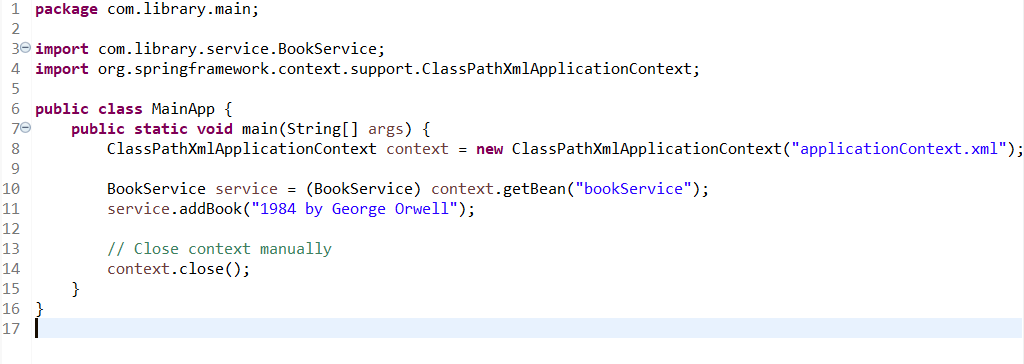 1 package com.library.main;
2
3 import com.library.service.BookService;
4 import org.springframework.context.support.ClassPathXmlApplicationContext;
5
6 public class MainApp {
7     public static void main(String[] args) {
8         ClassPathXmlApplicationContext context = new ClassPathXmlApplicationContext("applicationContext.xml");
9
10         BookService service = (BookService) context.getBean("bookService");
11         service.addBook("1984 by George Orwell");
12
13         // Close context manually
14         context.close();
15     }
16 }
17